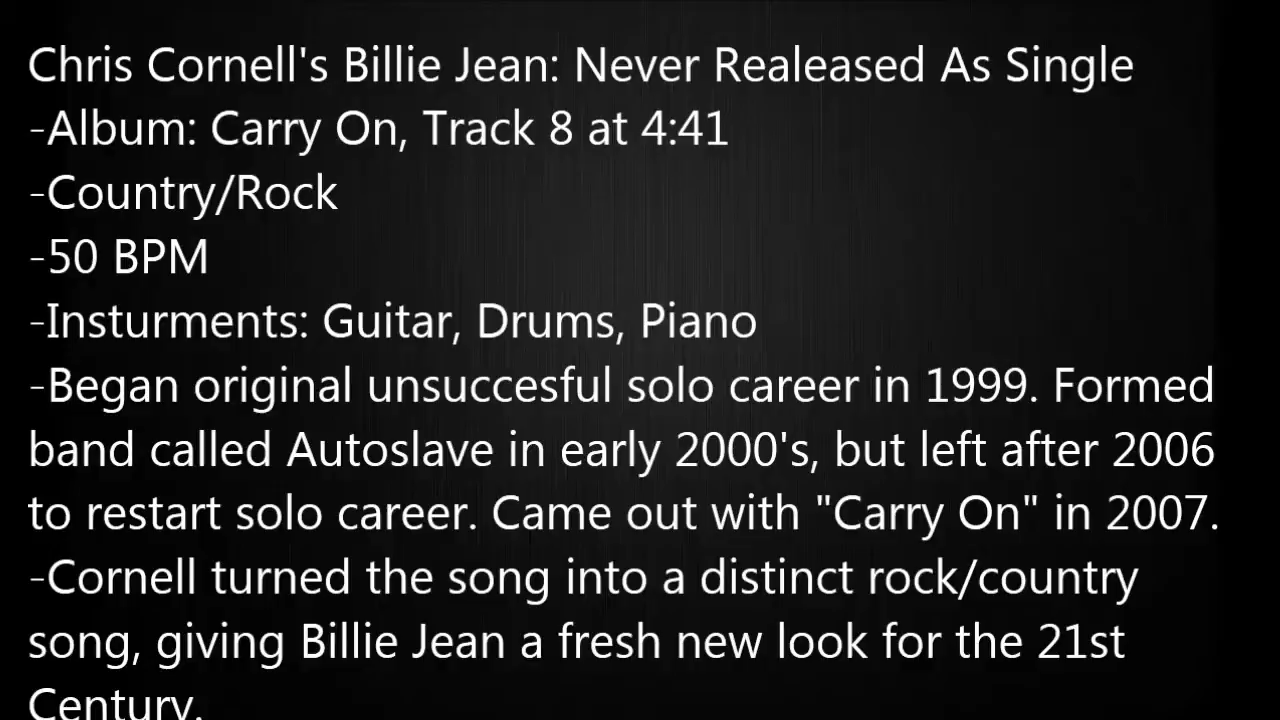 Chris Cornell's Billie Jean: Never Realeased As Single
-Album: Carry On, Track 8 at 4:41
-Country/Rock
-50 BPM
-Insturments: Guitar, Drums, Piano
-Began original unsuccesful solo career in 1999. Formed
band called Autoslave in early 2000's, but left after 2006
to restart solo career. Came out with "Carry On" in 2007.
-Cornell turned the song into a distinct rock/country
song, giving Billie Jean a fresh new look for the 21st
Century.